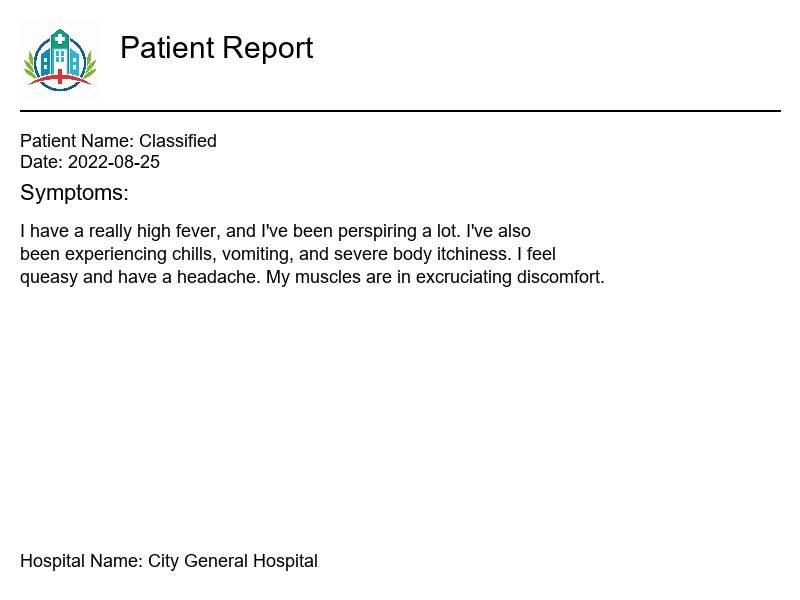 Patient Report
Patient Name: Classified
Date: 2022-08-25
Symptoms:
I have a really high fever, and I've been perspiring a lot. I've also
been experiencing chills, vomiting, and severe body itchiness. I feel
queasy and have a headache. My muscles are in excruciating discomfort.
Hospital Name: City General Hospital